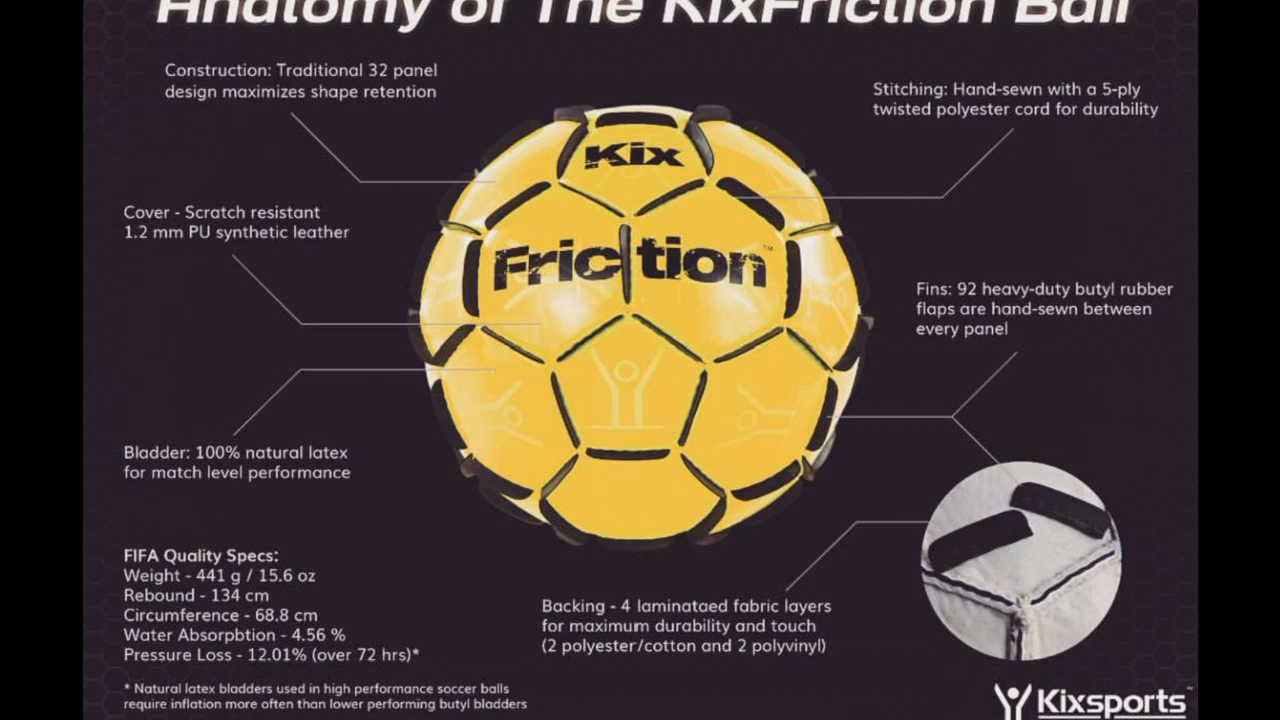 Anatomy of The KixFriction Ball
Construction: Traditional 32 panel
design maximizes shape retention
Stitching: Hand-sewn with a 5-ply
twisted polyester cord for durability
Kix
Cover - Scratch resistant
1.2 mm PU synthetic leather
Friction™
Fins: 92 heavy-duty butyl rubber
flaps are hand-sewn between
every panel
Bladder: 100% natural latex
for match level performance
FIFA Quality Specs:
Weight - 441 g / 15.6 oz
Rebound - 134 cm
Circumference - 68.8 cm
Water Absorpbtion - 4.56 %
Pressure Loss - 12.01% (over 72 hrs)*
Backing - 4 laminataed fabric layers
for maximum durability and touch
(2 polyester/cotton and 2 polyvinyl)
* Natural latex bladders used in high performance soccer balls
require inflation more often than lower performing butyl bladders
Kixsports™